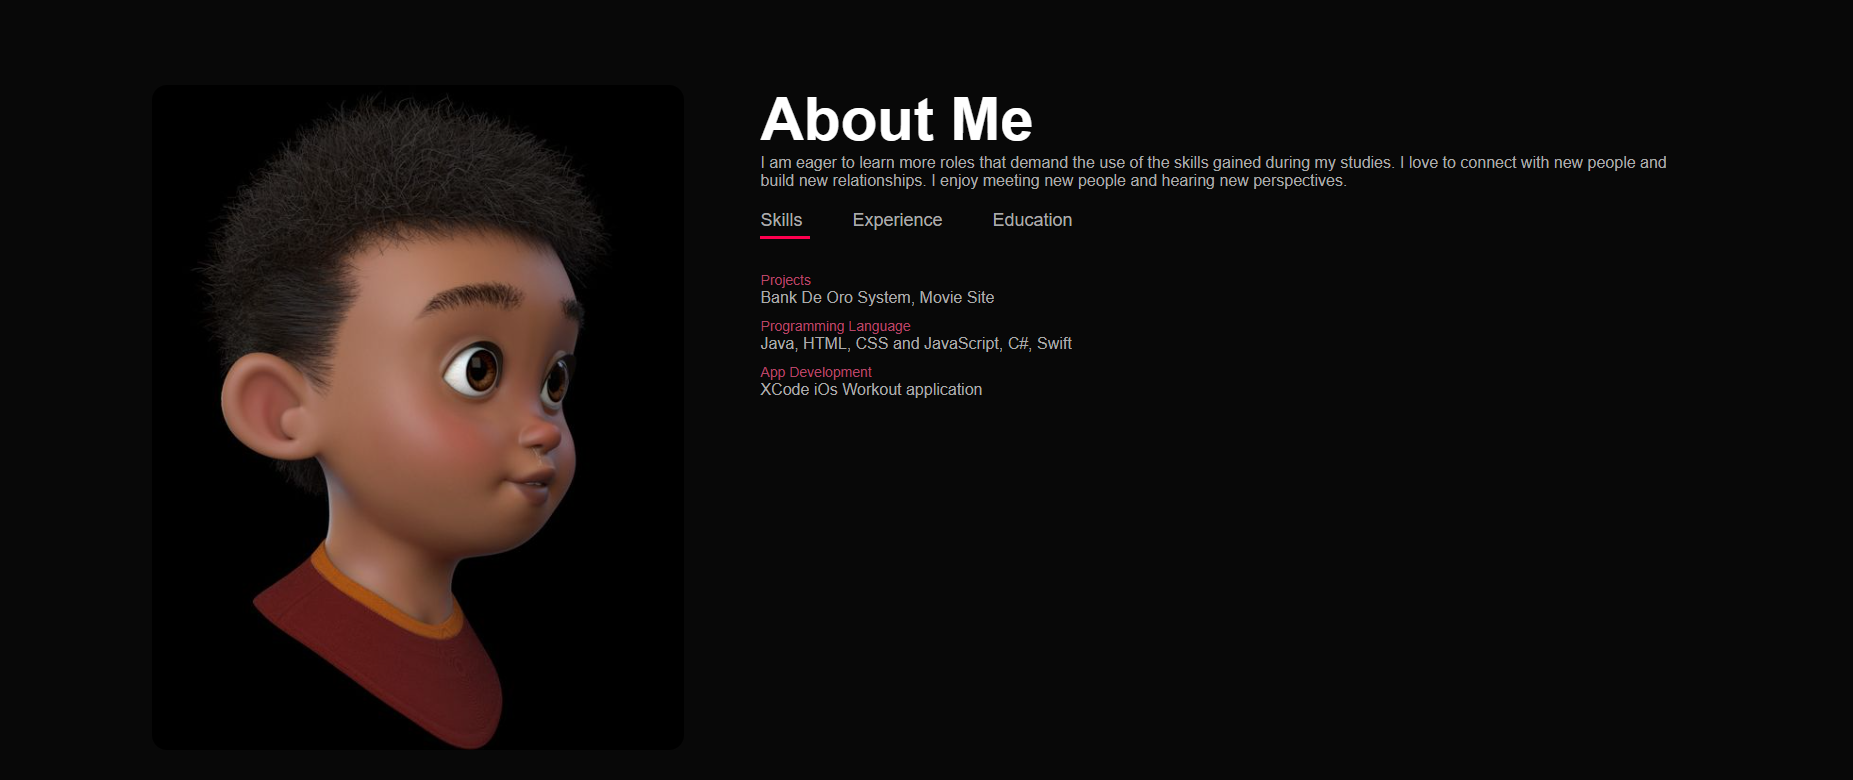 About Me
I am eager to learn more roles that demand the use of the skills gained during my studies. I love to connect with new people and
build new relationships. I enjoy meeting new people and hearing new perspectives.
Skills Experience Education
Projects
Bank De Oro System, Movie Site
Programming Language
Java, HTML, CSS and JavaScript, C#, Swift
App Development
XCode iOs Workout application